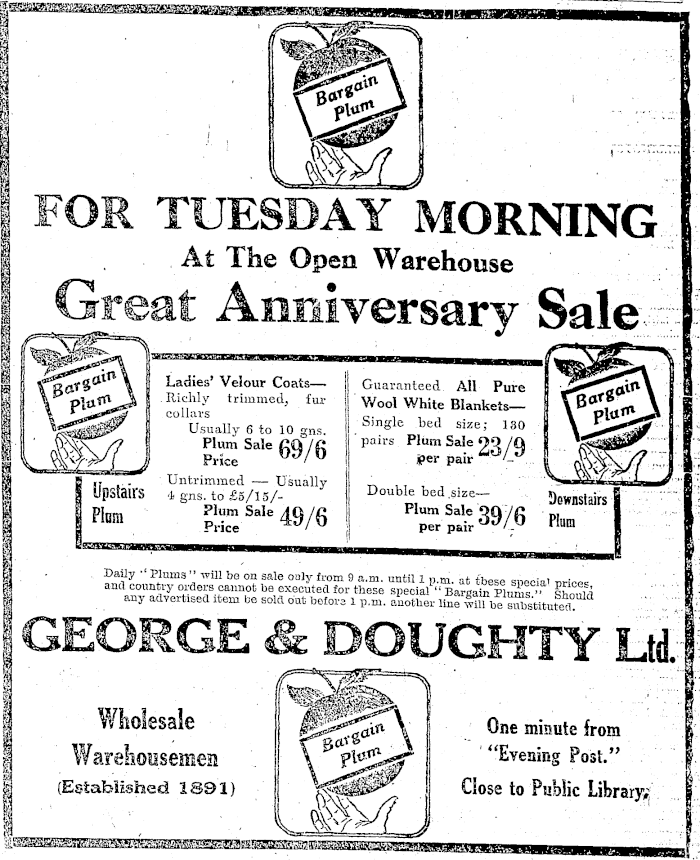 Bargain
Plum
FOR TUESDAY MORNING
At The Open Warehouse
Great Anniversary Sale
Bargain
Plum
Upstairs
Plum
Ladies' Velour Coats—
Richly trimmed, fur
collars
Usually 6 to 10 gns.
Plum Sale 69/6
Price
Untrimmed — Usually
4 gns. to £5/15/-
Plum Sale 49/6
Price
Guaranteed All Pure
Wool White Blankets—
Single bed size; 130
pairs Plum Sale 23/9
per pair
Double bed size—
Plum Sale 39/6
per pair
Bargain
Plum
Downstairs
Plum
Daily "Plums" will be on sale only from 9 a.m. until 1 p.m. at these special prices,
and country orders cannot be executed for these special "Bargain Plums." Should
any advertised item be sold out before 1 p.m. another line will be substituted.
GEORGE & DOUGHTY Ltd.
Wholesale
Warehousemen
(Established 1891)
Bargain
Plum
One minute from
"Evening Post."
Close to Public Library.